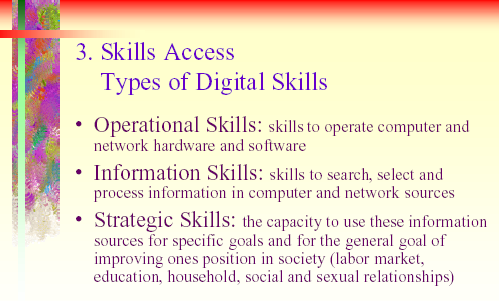 3. Skills Access
Types of Digital Skills
• Operational Skills: skills to operate computer and
network hardware and software
• Information Skills: skills to search, select and
process information in computer and network sources
• Strategic Skills: the capacity to use these information
sources for specific goals and for the general goal of
improving ones position in society (labor market,
education, household, social and sexual relationships)